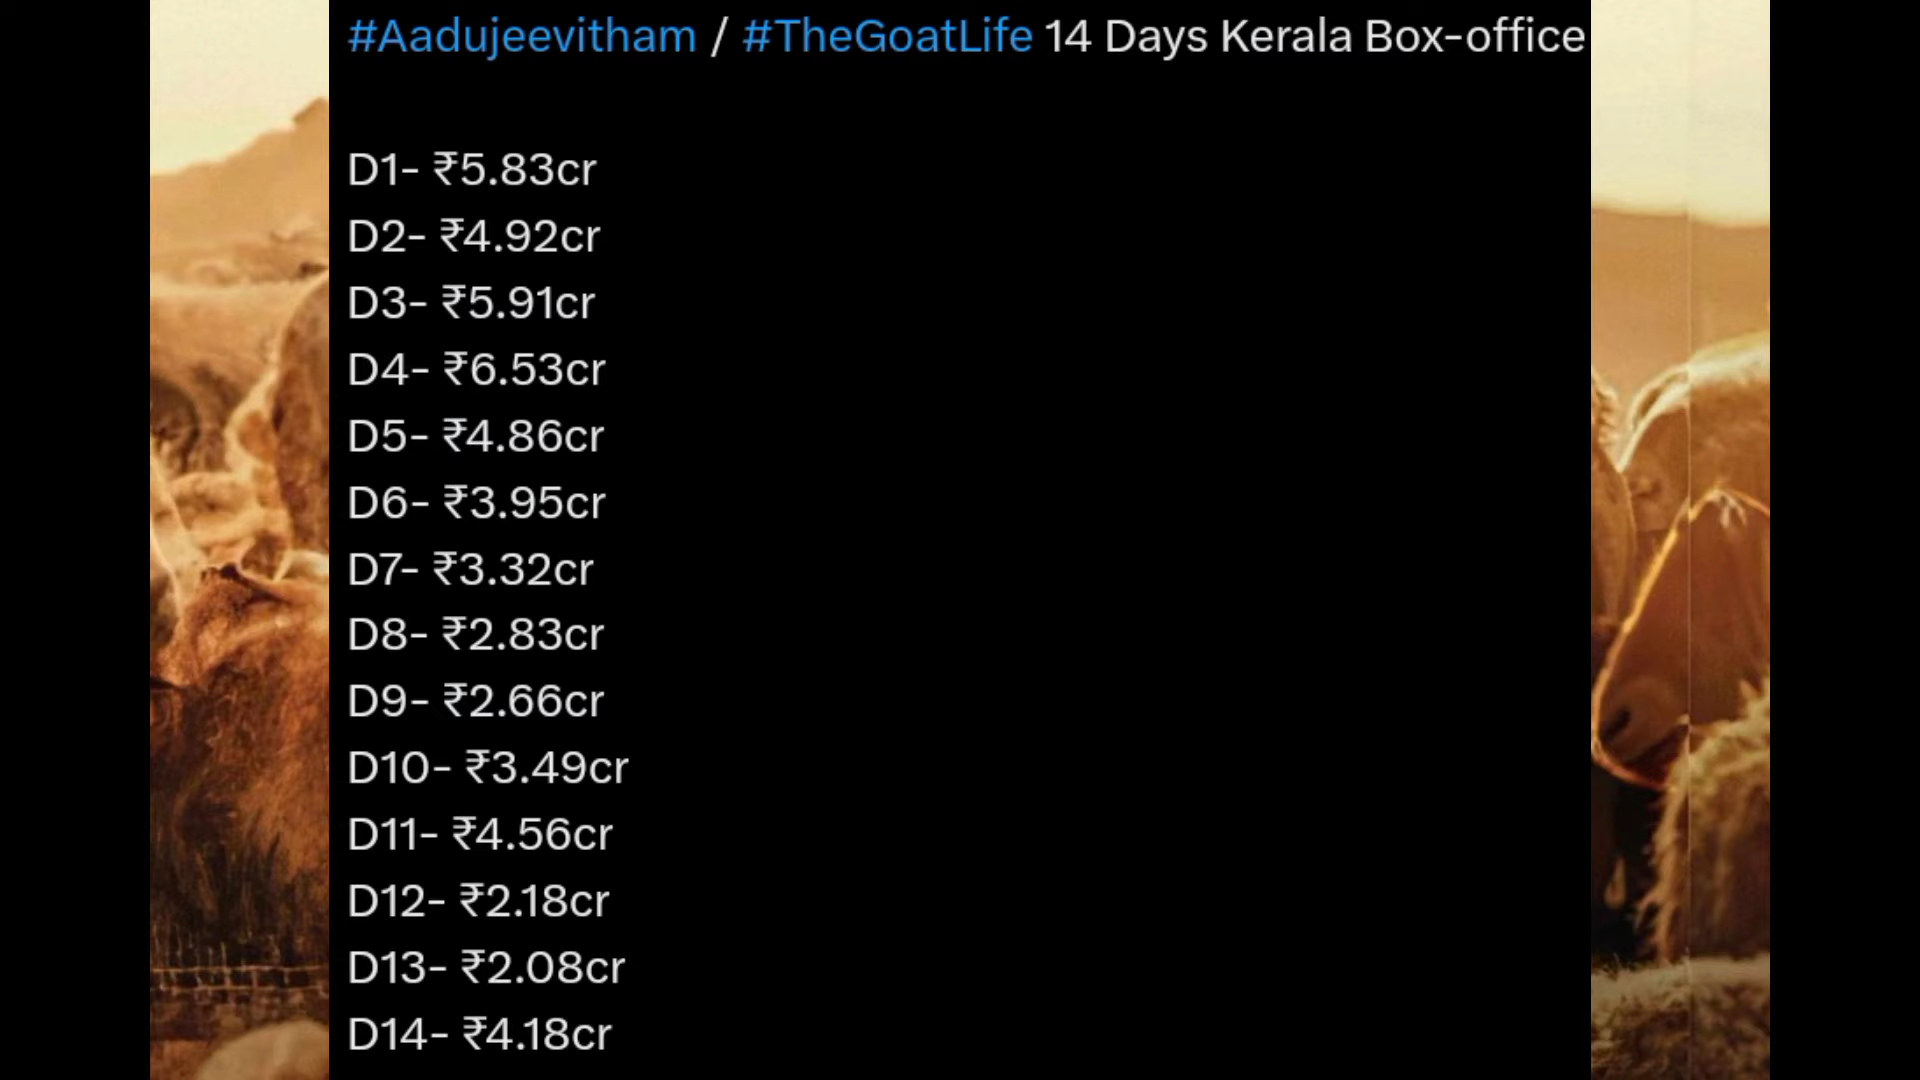 #Aadujeevitham / #TheGoatLife 14 Days Kerala Box-office
D1- ₹5.83cr
D2- ₹4.92cr
D3- ₹5.91cr
D4- ₹6.53cr
D5- ₹4.86cr
D6- ₹3.95cr
D7- ₹3.32cr
D8- ₹2.83cr
D9- ₹2.66cr
D10- ₹3.49cr
D11- ₹4.56cr
D12- ₹2.18cr
D13- ₹2.08cr
D14- ₹4.18cr